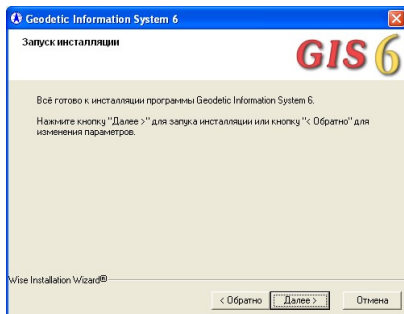 Geodetic Information System 6
Запуск инсталляции
GIS 6
Всё готово к инсталляции программы Geodetic Information System 6.
Нажмите кнопку "Далее >" для запука инсталляции или кнопку "< Обратно" для
изменения параметров.
Wise Installation Wizard®
< Обратно
Далее >
Отмена